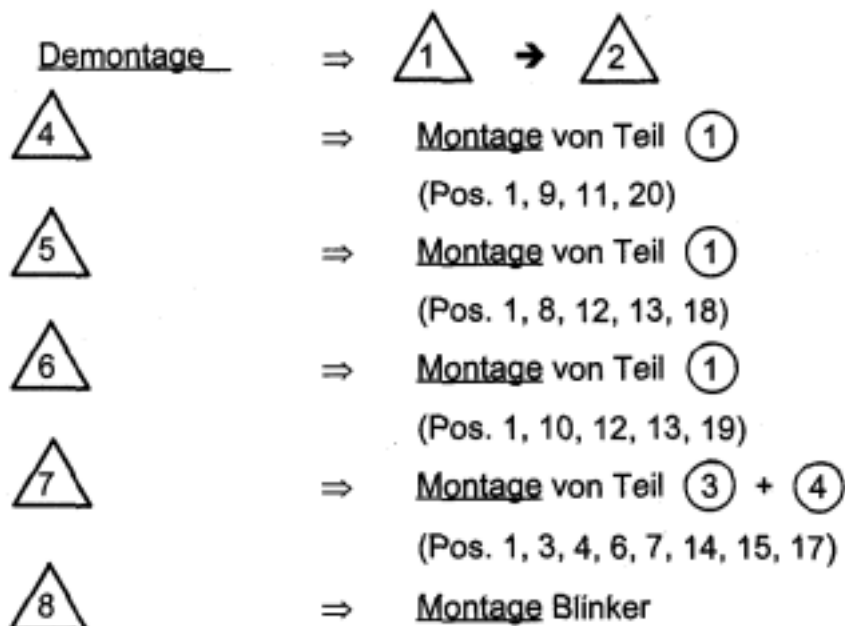 Demontage ⇒ 1 → 2
4 ⇒ Montage von Teil 1
(Pos. 1, 9, 11, 20)
5 ⇒ Montage von Teil 1
(Pos. 1, 8, 12, 13, 18)
6 ⇒ Montage von Teil 1
(Pos. 1, 10, 12, 13, 19)
7 ⇒ Montage von Teil 3 + 4
(Pos. 1, 3, 4, 6, 7, 14, 15, 17)
8 ⇒ Montage Blinker